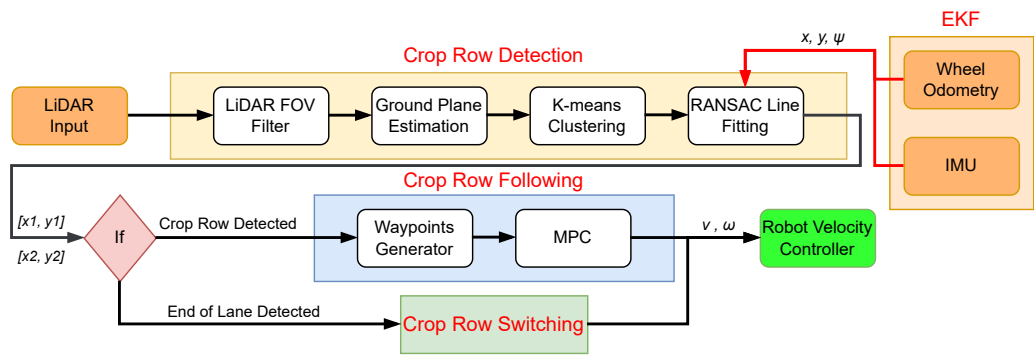 EKF
x, y, ψ
Crop Row Detection
Wheel
Odometry
LiDAR
Input
LiDAR FOV
Filter
Ground Plane
Estimation
K-means
Clustering
RANSAC Line
Fitting
IMU
Crop Row Following
[x1, y1]
[x2, y2]
If
Crop Row Detected
Waypoints
Generator
MPC
v , ω
Robot Velocity
Controller
End of Lane Detected
Crop Row Switching